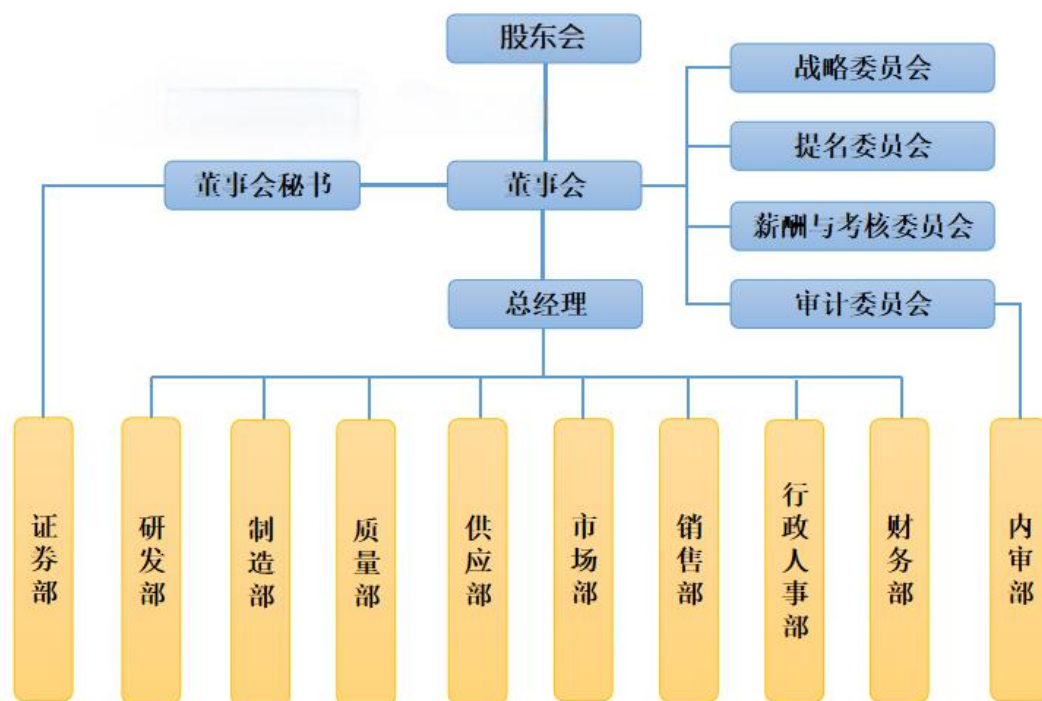 股东会
战略委员会
提名委员会
董事会秘书
董事会
薪酬与考核委员会
总经理
审计委员会
证券部
研发部
制造部
质量部
供应部
市场部
销售部
行政人事部
财务部
内审部